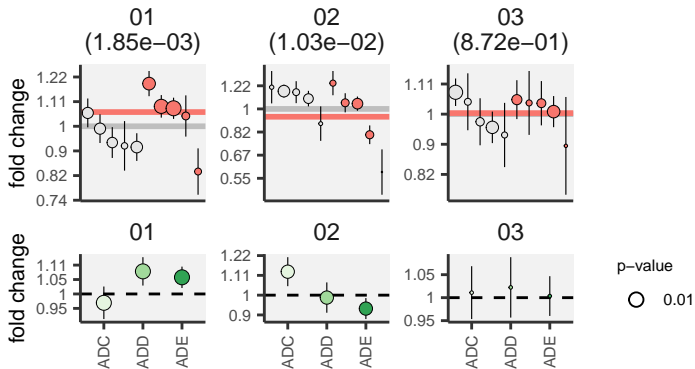 01
(1.85e−03)
02
(1.03e−02)
03
(8.72e−01)
fold change
1.22
1.11
1
0.9
0.82
0.74
1.22
1
0.82
0.67
0.55
1.11
1
0.9
0.82
01
02
03
fold change
1.11
1.05
1
0.95
1.22
1.11
1
0.9
1.05
1
0.95
ADC
ADD
ADE
ADC
ADD
ADE
ADC
ADD
ADE
p−value
0.01